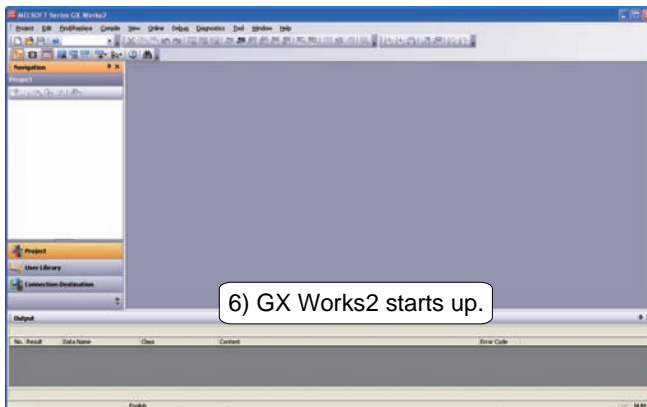 MELSOFT Series GX Works2
Project Edit Find/Replace Compile View Online Debug Diagnostics Tool Window Help
Navigation
Project
Project
User Library
Connection Destination
6) GX Works2 starts up.
Output
No. Result Data Name Class Content Error Code
English NUM